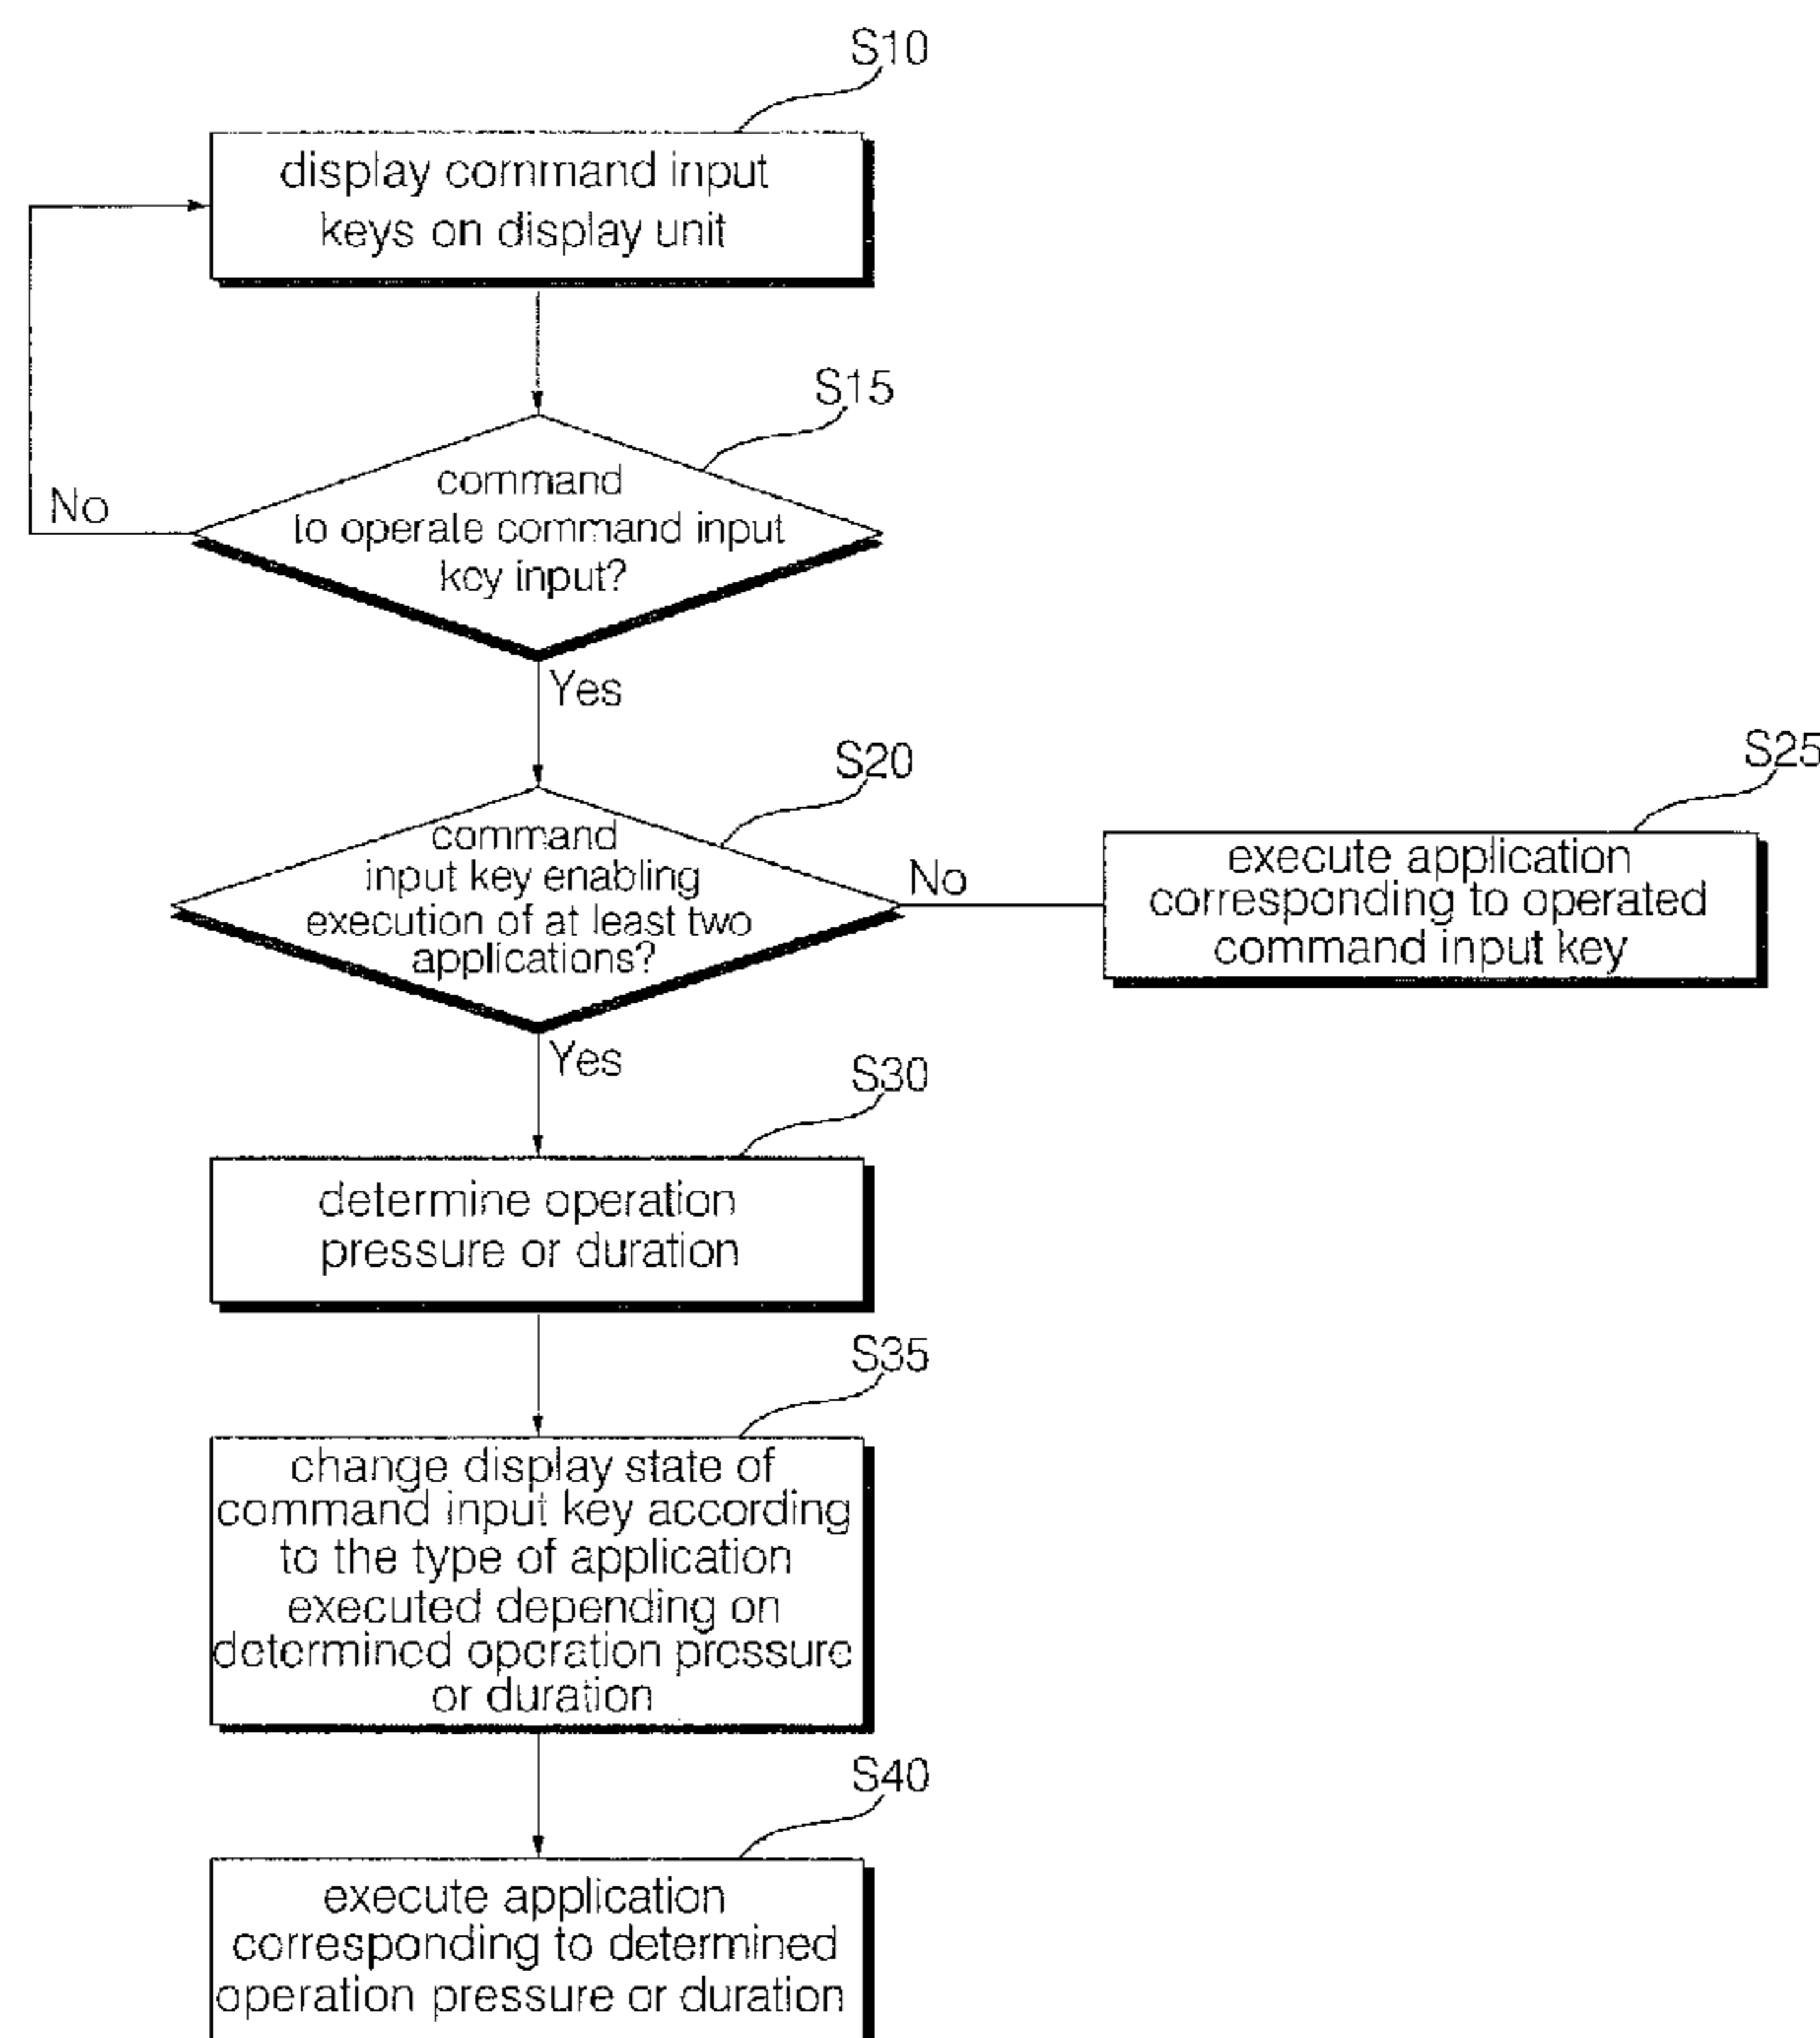 S10
display command input
keys on display unit
S15
command
to operate command input
key input?
No
Yes
S20
command
input key enabling
execution of at least two
applications?
No
S25
execute application
corresponding to operated
command input key
Yes
S30
determine operation
pressure or duration
S35
change display state of
command input key according
to the type of application
executed depending on
determined operation pressure
or duration
S40
execute application
corresponding to determined
operation pressure or duration